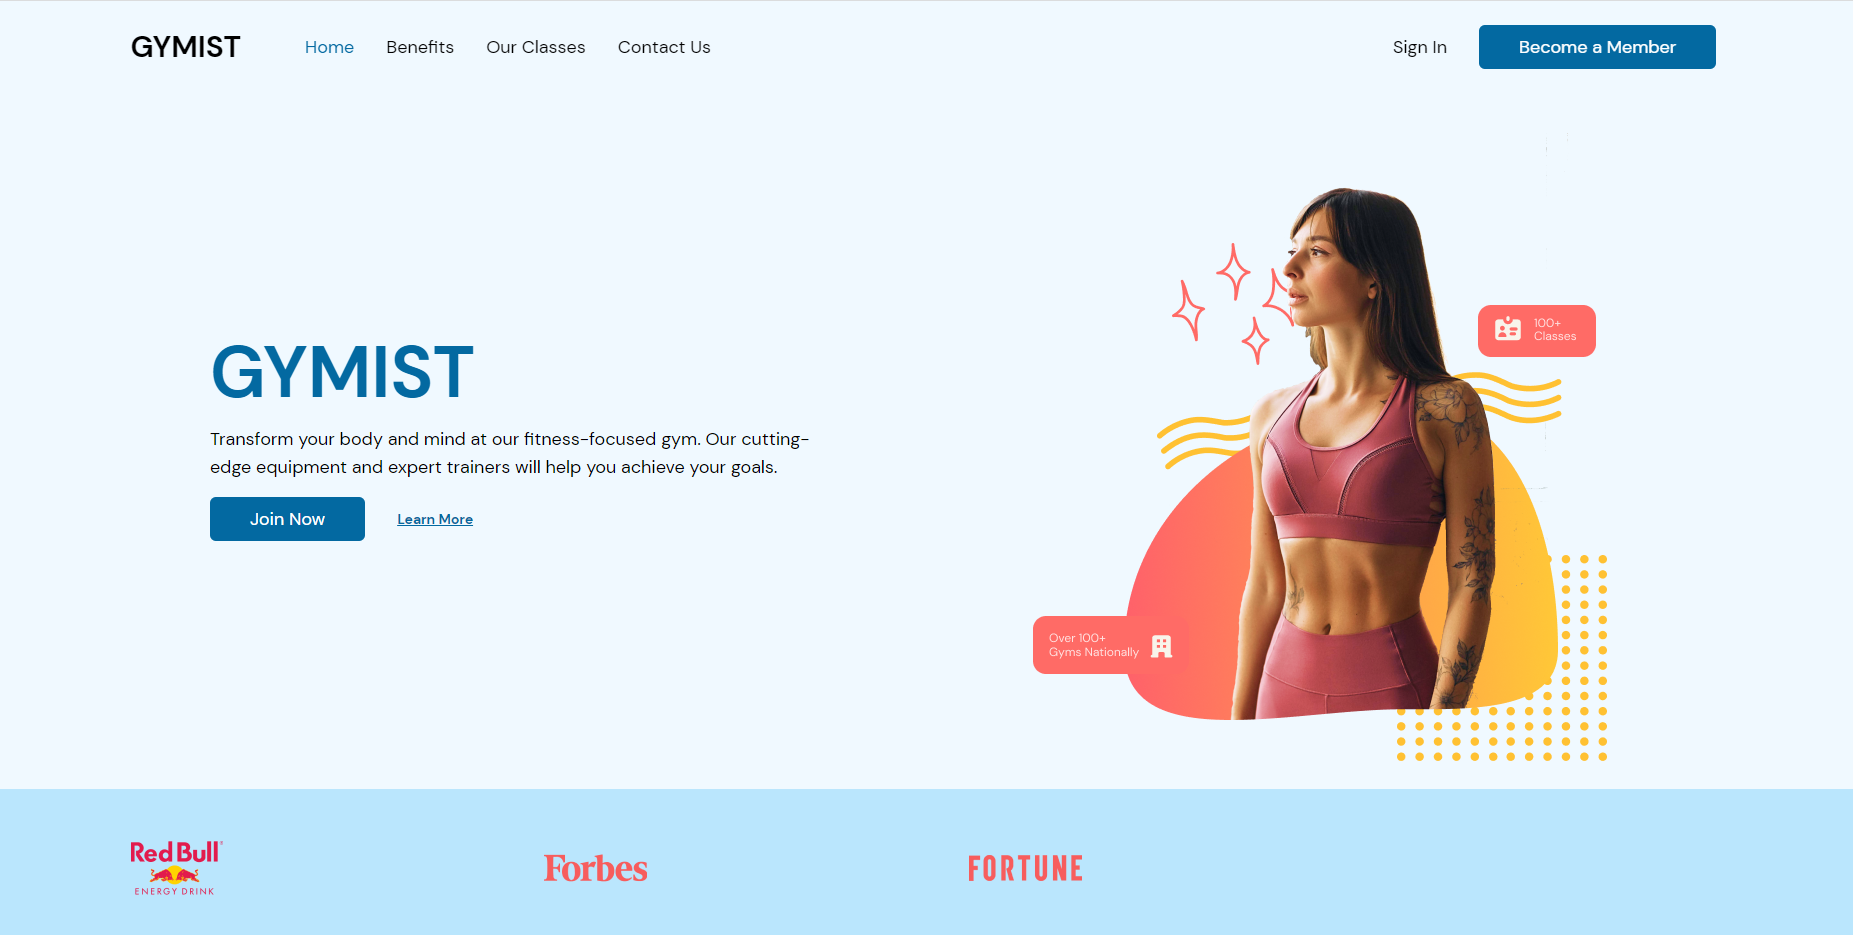 GYMIST
Home
Benefits
Our Classes
Contact Us
Sign In
Become a Member
GYMIST
Transform your body and mind at our fitness-focused gym. Our cutting-
edge equipment and expert trainers will help you achieve your goals.
Join Now
Learn More
100+
Classes
Over 100+
Gyms Nationally
Red Bull
ENERGY DRINK
Forbes
FORTUNE